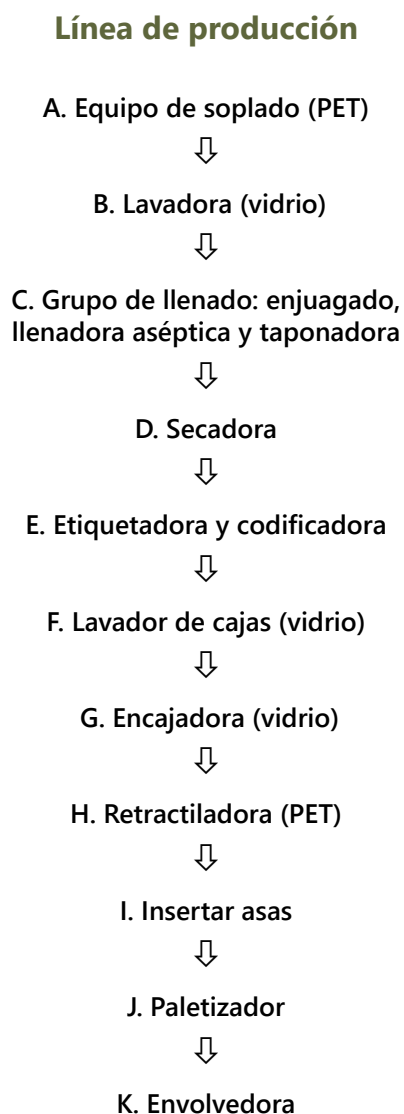 Línea de producción
A. Equipo de soplado (PET)
B. Lavadora (vidrio)
C. Grupo de llenado: enjuagado,
llenadora aséptica y taponadora
D. Secadora
E. Etiquetadora y codificadora
F. Lavador de cajas (vidrio)
G. Encajadora (vidrio)
H. Retractiladora (PET)
I. Insertar asas
J. Paletizador
K. Envolvedora